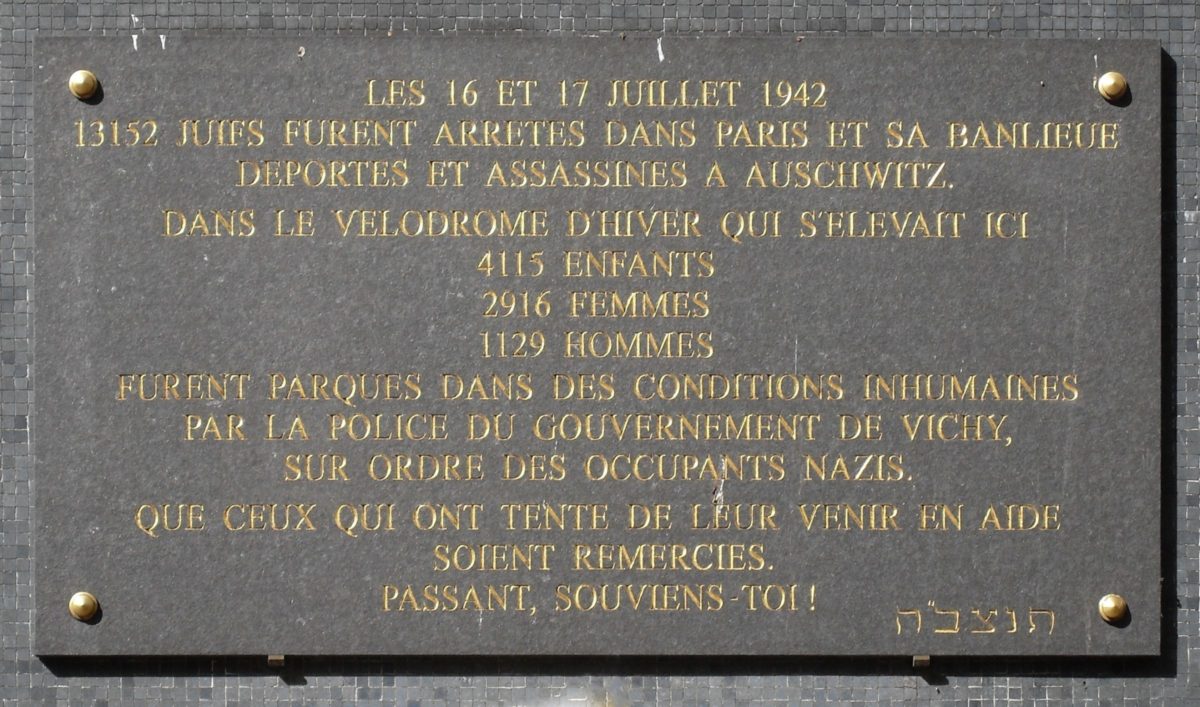 LES 16 ET 17 JUILLET 1942
13152 JUIFS FURENT ARRETES DANS PARIS ET SA BANLIEUE
DEPORTES ET ASSASSINES A AUSCHWITZ.
DANS LE VELODROME D'HIVER QUI S'ELEVAIT ICI
4115 ENFANTS
2916 FEMMES
1129 HOMMES
FURENT PARQUES DANS DES CONDITIONS INHUMAINES
PAR LA POLICE DU GOUVERNEMENT DE VICHY,
SUR ORDRE DES OCCUPANTS NAZIS.
QUE CEUX QUI ONT TENTE DE LEUR VENIR EN AIDE
SOIENT REMERCIES.
PASSANT, SOUVIENS-TOI !
תנצב״ה